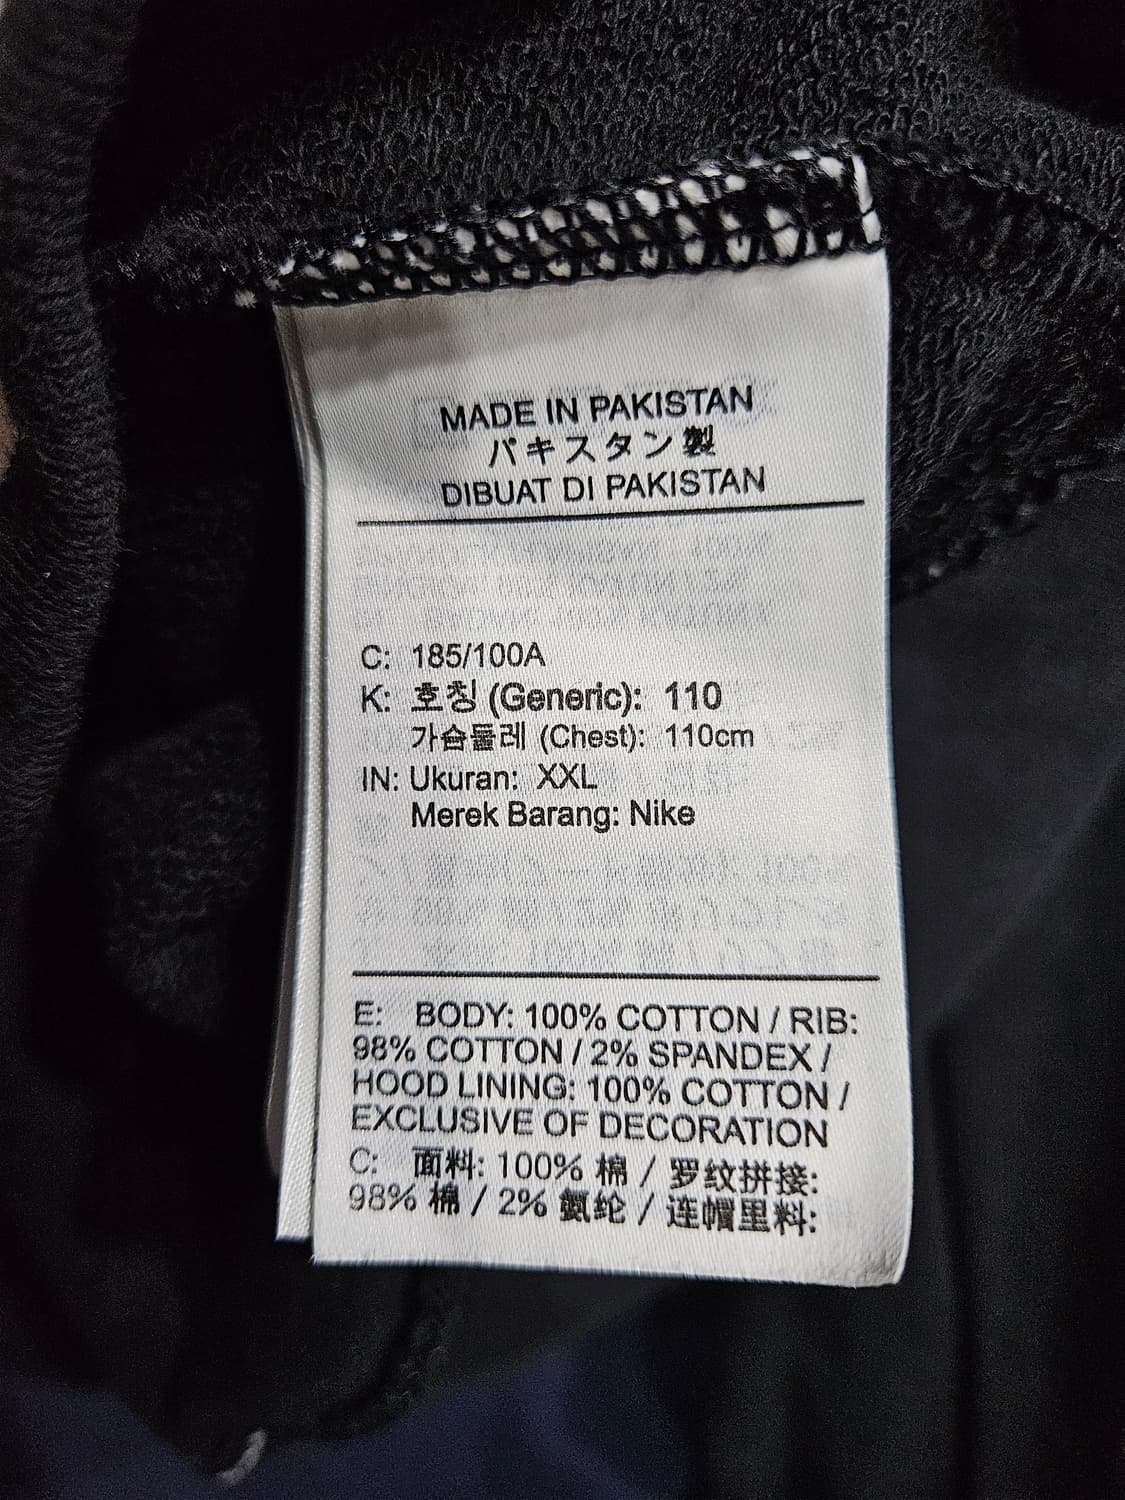 MADE IN PAKISTAN
パキスタン製
DIBUAT DI PAKISTAN
C: 185/100A
K: 호칭 (Generic): 110
가슴둘레 (Chest): 110cm
IN: Ukuran: XXL
Merek Barang: Nike
E: BODY: 100% COTTON / RIB:
98% COTTON / 2% SPANDEX /
HOOD LINING: 100% COTTON /
EXCLUSIVE OF DECORATION
C: 面料: 100% 棉 / 罗纹拼接:
98% 棉 / 2% 氨纶 / 连帽里料: